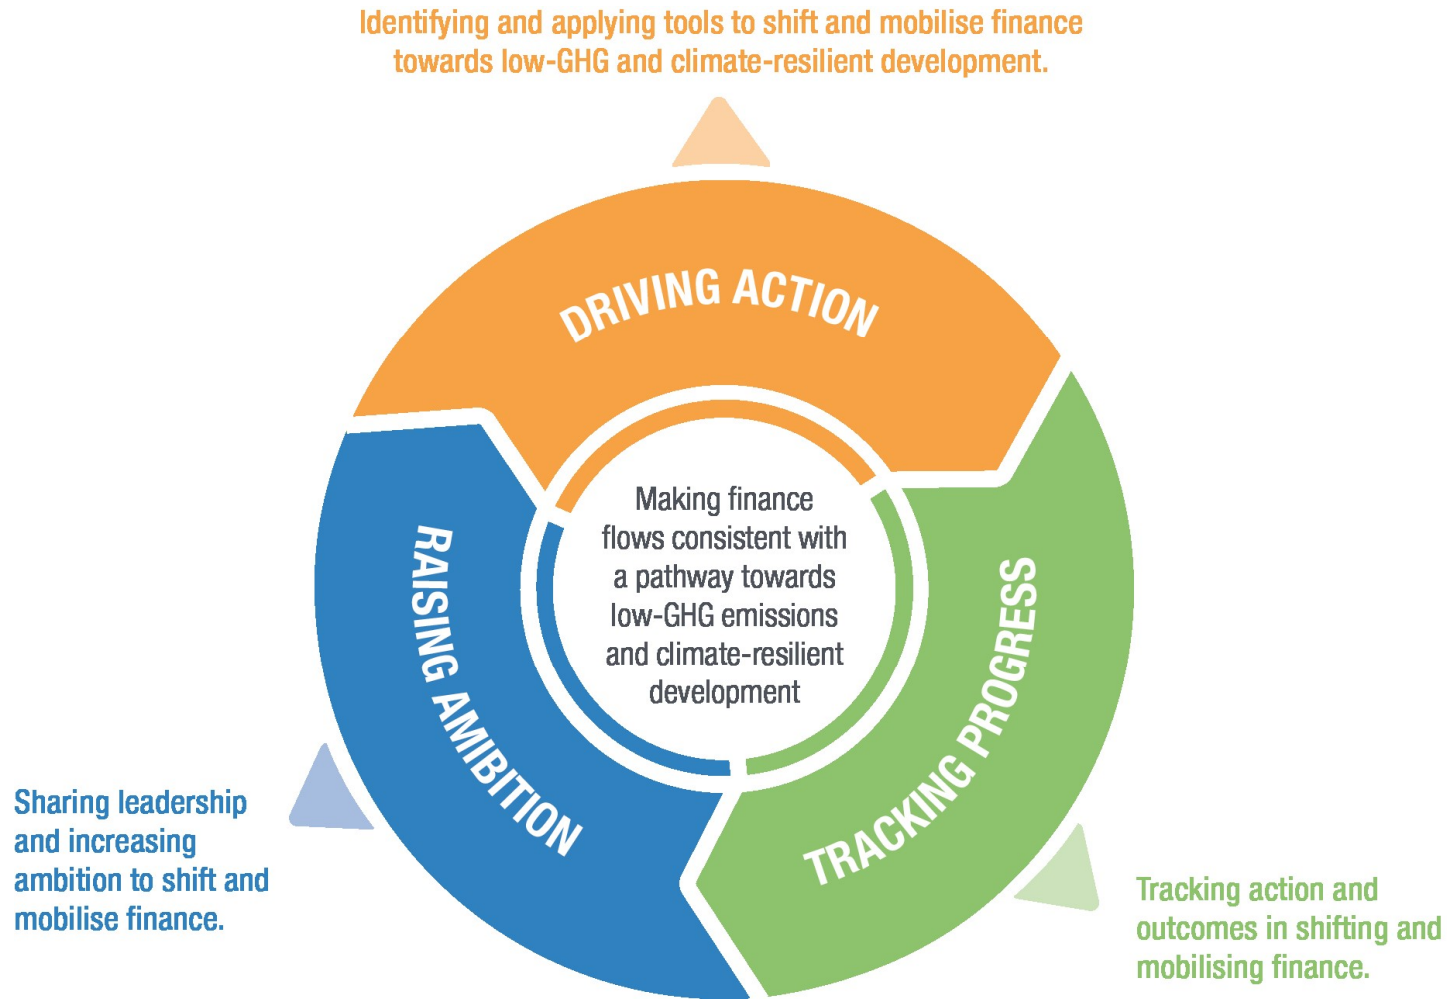 Identifying and applying tools to shift and mobilise finance
towards low-GHG and climate-resilient development.
DRIVING ACTION
Making finance
flows consistent with
a pathway towards
low-GHG emissions
and climate-resilient
development
RAISING AMIBITION
TRACKING PROGRESS
Sharing leadership
and increasing
ambition to shift and
mobilise finance.
Tracking action and
outcomes in shifting and
mobilising finance.